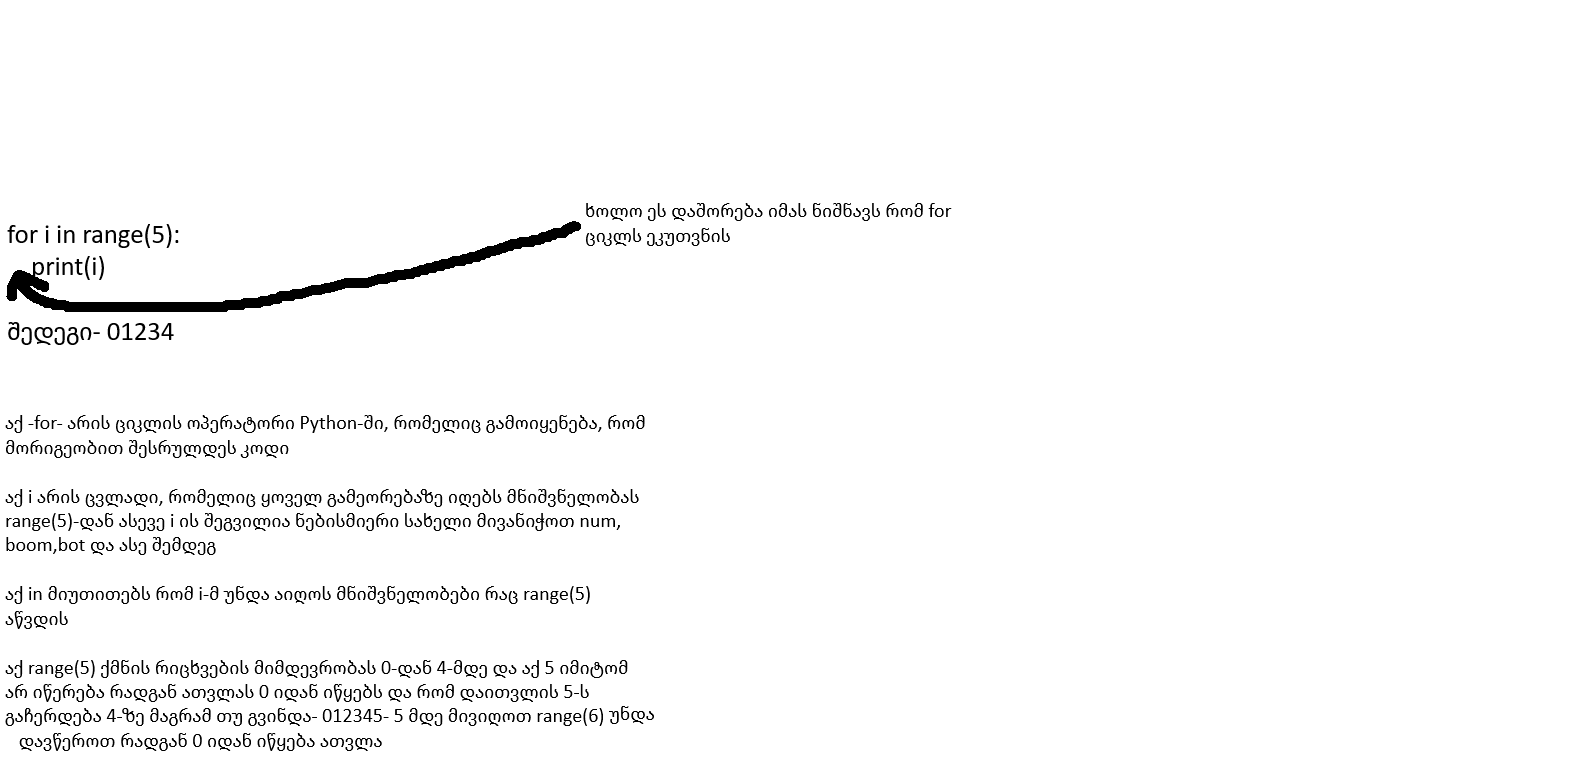 ხოლო ეს დაშორება იმას ნიშნავს რომ for
ციკლს ეკუთვნის
for i in range(5):
print(i)
შედეგი- 01234
აქ -for- არის ციკლის ოპერატორი Python-ში, რომელიც გამოიყენება, რომ
მორიგეობით შესრულდეს კოდი
აქ i არის ცვლადი, რომელიც ყოველ გამეორებაზე იღებს მნიშვნელობას
range(5)-დან ასევე i ის შეგვილია ნებისმიერი სახელი მივანიჭოთ num,
boom,bot და ასე შემდეგ
აქ in მიუთითებს რომ i-მ უნდა აიღოს მნიშვნელობები რაც range(5)
აწვდის
აქ range(5) ქმნის რიცხვების მიმდევრობას 0-დან 4-მდე და აქ 5 იმიტომ
არ იწერება რადგან ათვლას 0 იდან იწყებს და რომ დაითვლის 5-ს
გაჩერდება 4-ზე მაგრამ თუ გვინდა- 012345- 5 მდე მივიღოთ range(6) უნდა
დავწეროთ რადგან 0 იდან იწყება ათვლა